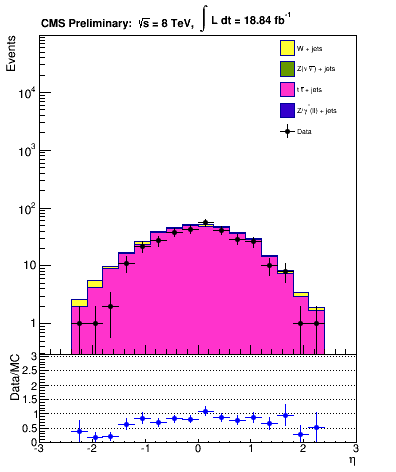 CMS Preliminary: √s = 8 TeV, ∫ L dt = 18.84 fb⁻¹
Events
W + jets
Z(ν ν̅) + jets
t t̅ + jets
Z/γ*(ll) + jets
Data
10⁴
10³
10²
10
1
Data/MC
3
2.5
2
1.5
1
0.5
0
-3 -2 -1 0 1 2 3
η